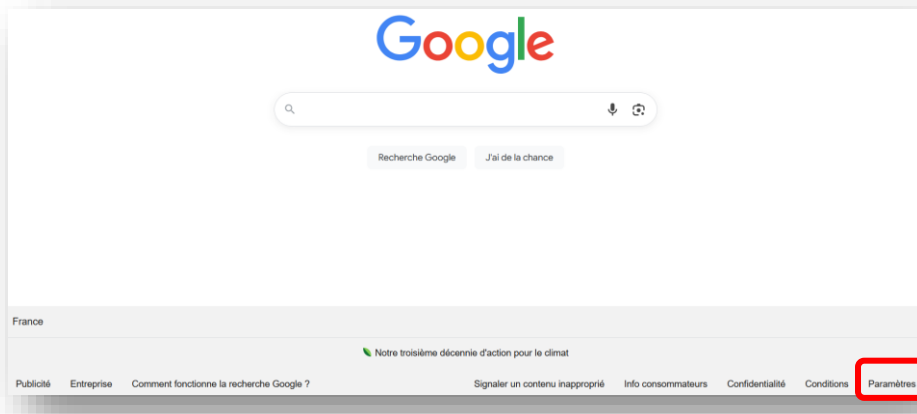 Google
Recherche Google J'ai de la chance
France
Notre troisième décennie d'action pour le climat
Publicité Entreprise Comment fonctionne la recherche Google ? Signaler un contenu inapproprié Info consommateurs Confidentialité Conditions Paramètres